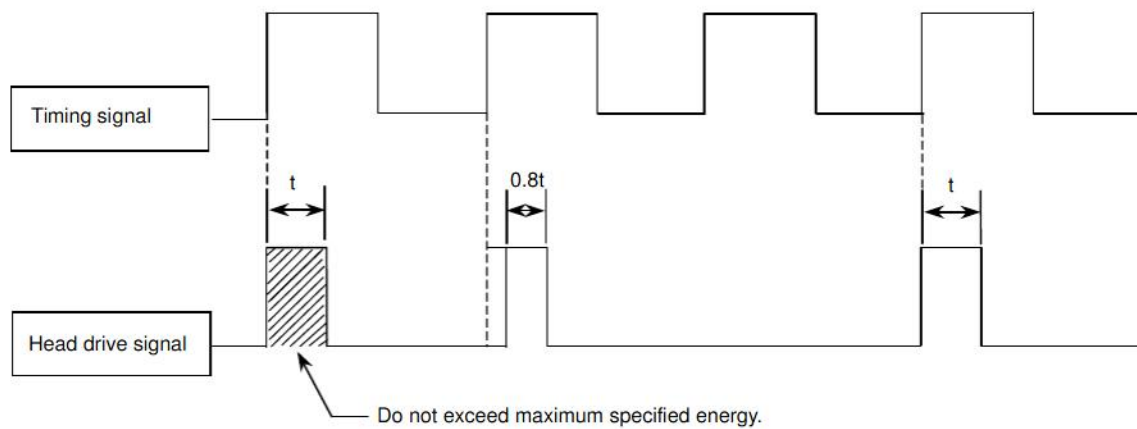 Timing signal
t
0.8t
t
Head drive signal
Do not exceed maximum specified energy.